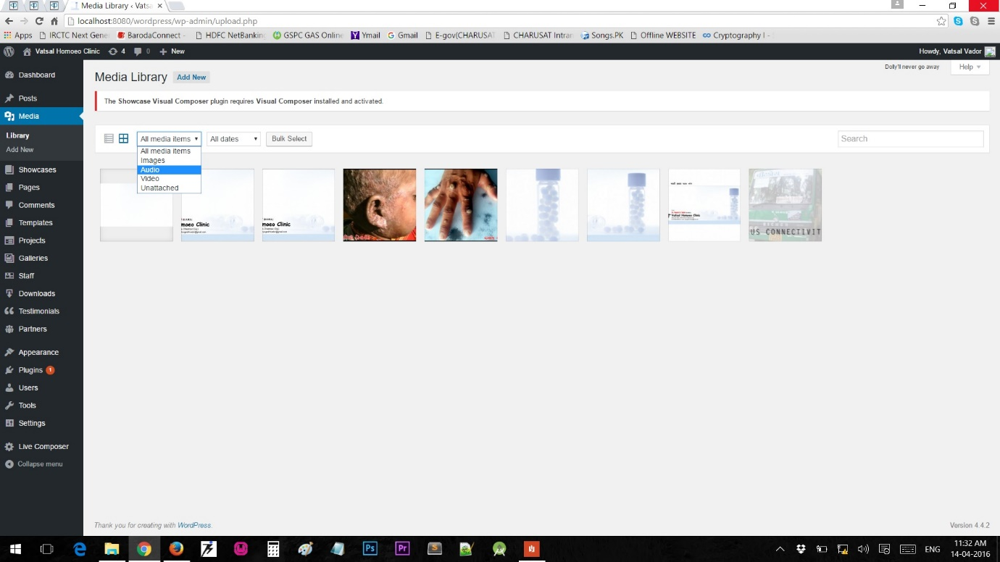 Media Library ‹ Vatsa
localhost:8080/wordpress/wp-admin/upload.php
Apps IRCTC Next Gene BarodaConnect - HDFC NetBanking GSPC GAS Online Ymail Gmail E-gov(CHARUSAT CHARUSAT Intran Songs.PK Offline WEBSITE Cryptography I -
Vatsal Homoeo Clinic 4 0 New Howdy, Vatsal Vador
Dolly'll never go away Help
Dashboard
Posts
Media
Library
Add New
Showcases
Pages
Comments
Templates
Projects
Galleries
Staff
Downloads
Testimonials
Partners
Appearance
Plugins 1
Users
Tools
Settings
Live Composer
Collapse menu
Media Library Add New
The Showcase Visual Composer plugin requires Visual Composer installed and activated.
All media items All dates Bulk Select Search
All media items
Images
Audio
Video
Unattached
moeo Clinic
moeo Clinic
Vatsal Homoeo Clinic
US CONNECTIVIT
Thank you for creating with WordPress. Version 4.4.2
Ps Pr S
ENG
11:32 AM
14-04-2016